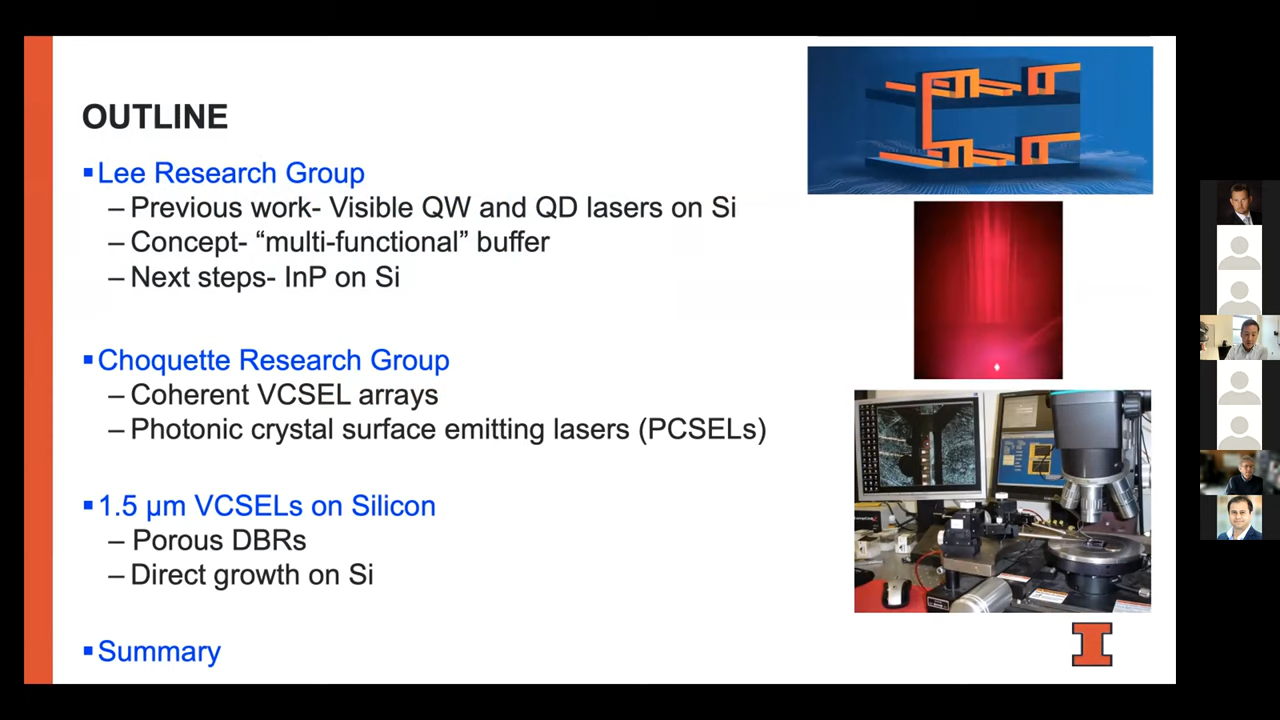 OUTLINE
▪Lee Research Group
– Previous work- Visible QW and QD lasers on Si
– Concept- “multi-functional” buffer
– Next steps- InP on Si
▪Choquette Research Group
– Coherent VCSEL arrays
– Photonic crystal surface emitting lasers (PCSELs)
▪1.5 µm VCSELs on Silicon
– Porous DBRs
– Direct growth on Si
▪Summary